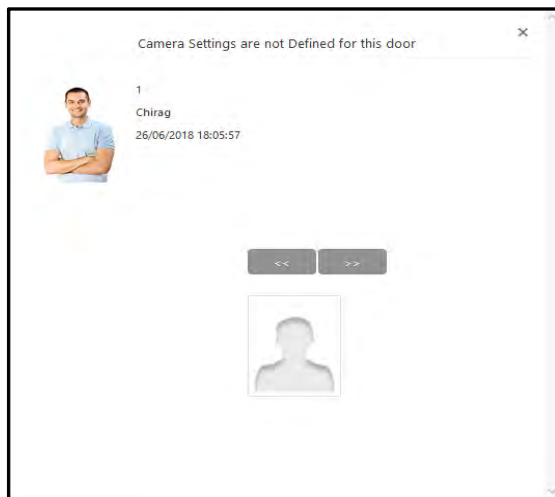 Camera Settings are not Defined for this door
×
1
Chirag
26/06/2018 18:05:57
<< >>